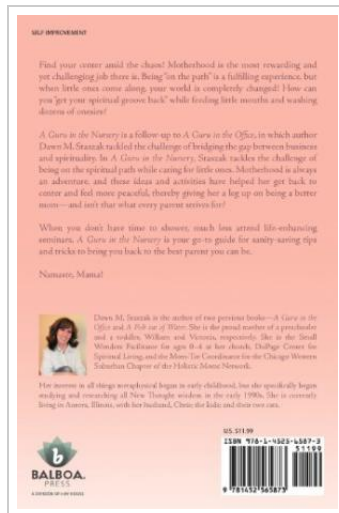 SELF IMPROVEMENT
Find your center amid the chaos! Motherhood is the most rewarding and
yet challenging job there is. Being "on the path" is a fulfilling experience, but
when little ones come along, your world is completely changed! How can
you "get your spiritual groove back" while feeding little mouths and washing
dozens of onesies?
A Guru in the Nursery is a follow-up to A Guru in the Office, in which author
Dawn M. Staszak tackled the challenge of bridging the gap between business
and spirituality. In A Guru in the Nursery, Staszak tackles the challenge of
being on the spiritual path while caring for little ones. Motherhood is always
an adventure, and these ideas and activities have helped her get back to
center and feel more peaceful, thereby giving her a leg up on being a better
mom—and isn't that what every parent strives for?
When you don't have time to shower, much less attend life-enhancing
seminars, A Guru in the Nursery is your go-to guide for sanity-saving tips
and tricks to bring you back to the best parent you can be.
Namaste, Mama!
Dawn M. Staszak is the author of two previous books—A Guru in the
Office and A Fish out of Water. She is the proud mother of a preschooler
and a toddler, William and Victoria, respectively. She is the Small
Wonders Facilitator for ages 0–4 at her church, DuPage Center for
Spiritual Living, and the Mom-Tor Coordinator for the Chicago Western
Suburban Chapter of the Holistic Moms Network.
Her interest in all things metaphysical began in early childhood, but she specifically began
studying and researching all New Thought wisdom in the early 1990s. She is currently
living in Aurora, Illinois, with her husband, Chris; the kids; and their two cats.
b
BALBOA.
PRESS
A DIVISION OF HAY HOUSE
U.S. $11.99
ISBN 978-1-4525-6587-3
51199
9 781452 565873